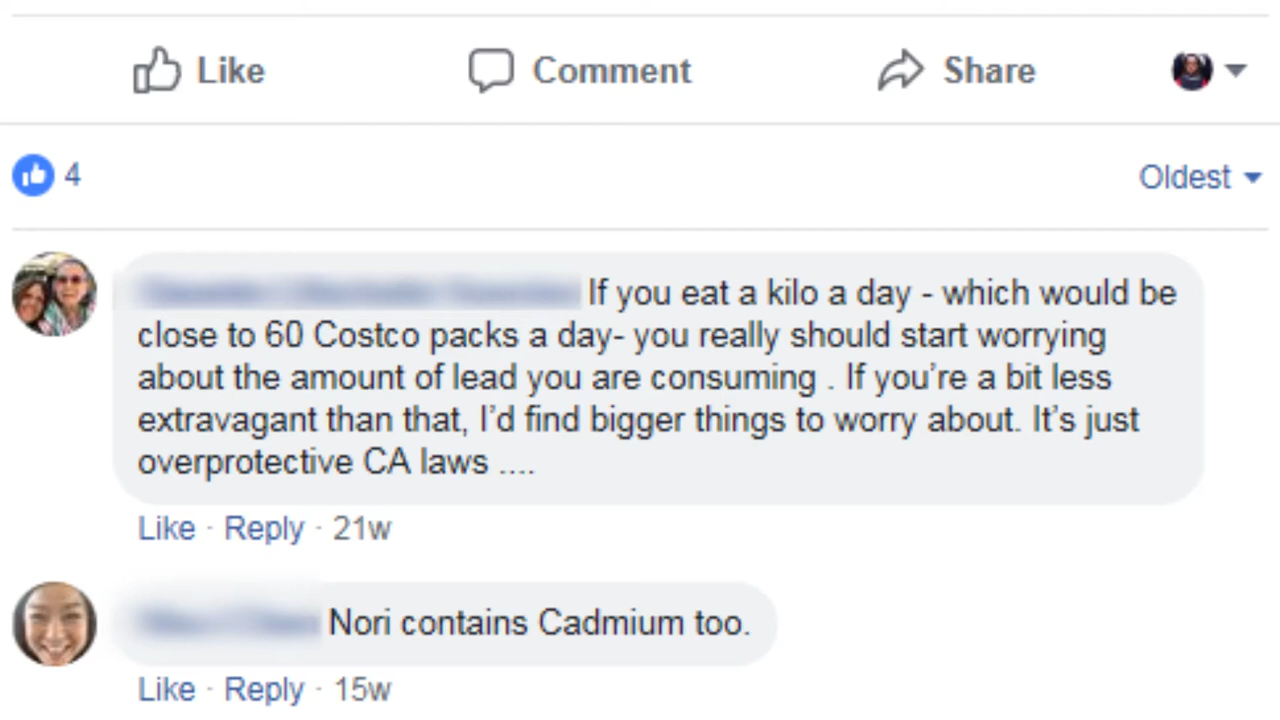 Like Comment Share
4 Oldest
If you eat a kilo a day - which would be
close to 60 Costco packs a day- you really should start worrying
about the amount of lead you are consuming . If you’re a bit less
extravagant than that, I’d find bigger things to worry about. It’s just
overprotective CA laws ....
Like · Reply · 21w
Nori contains Cadmium too.
Like · Reply · 15w